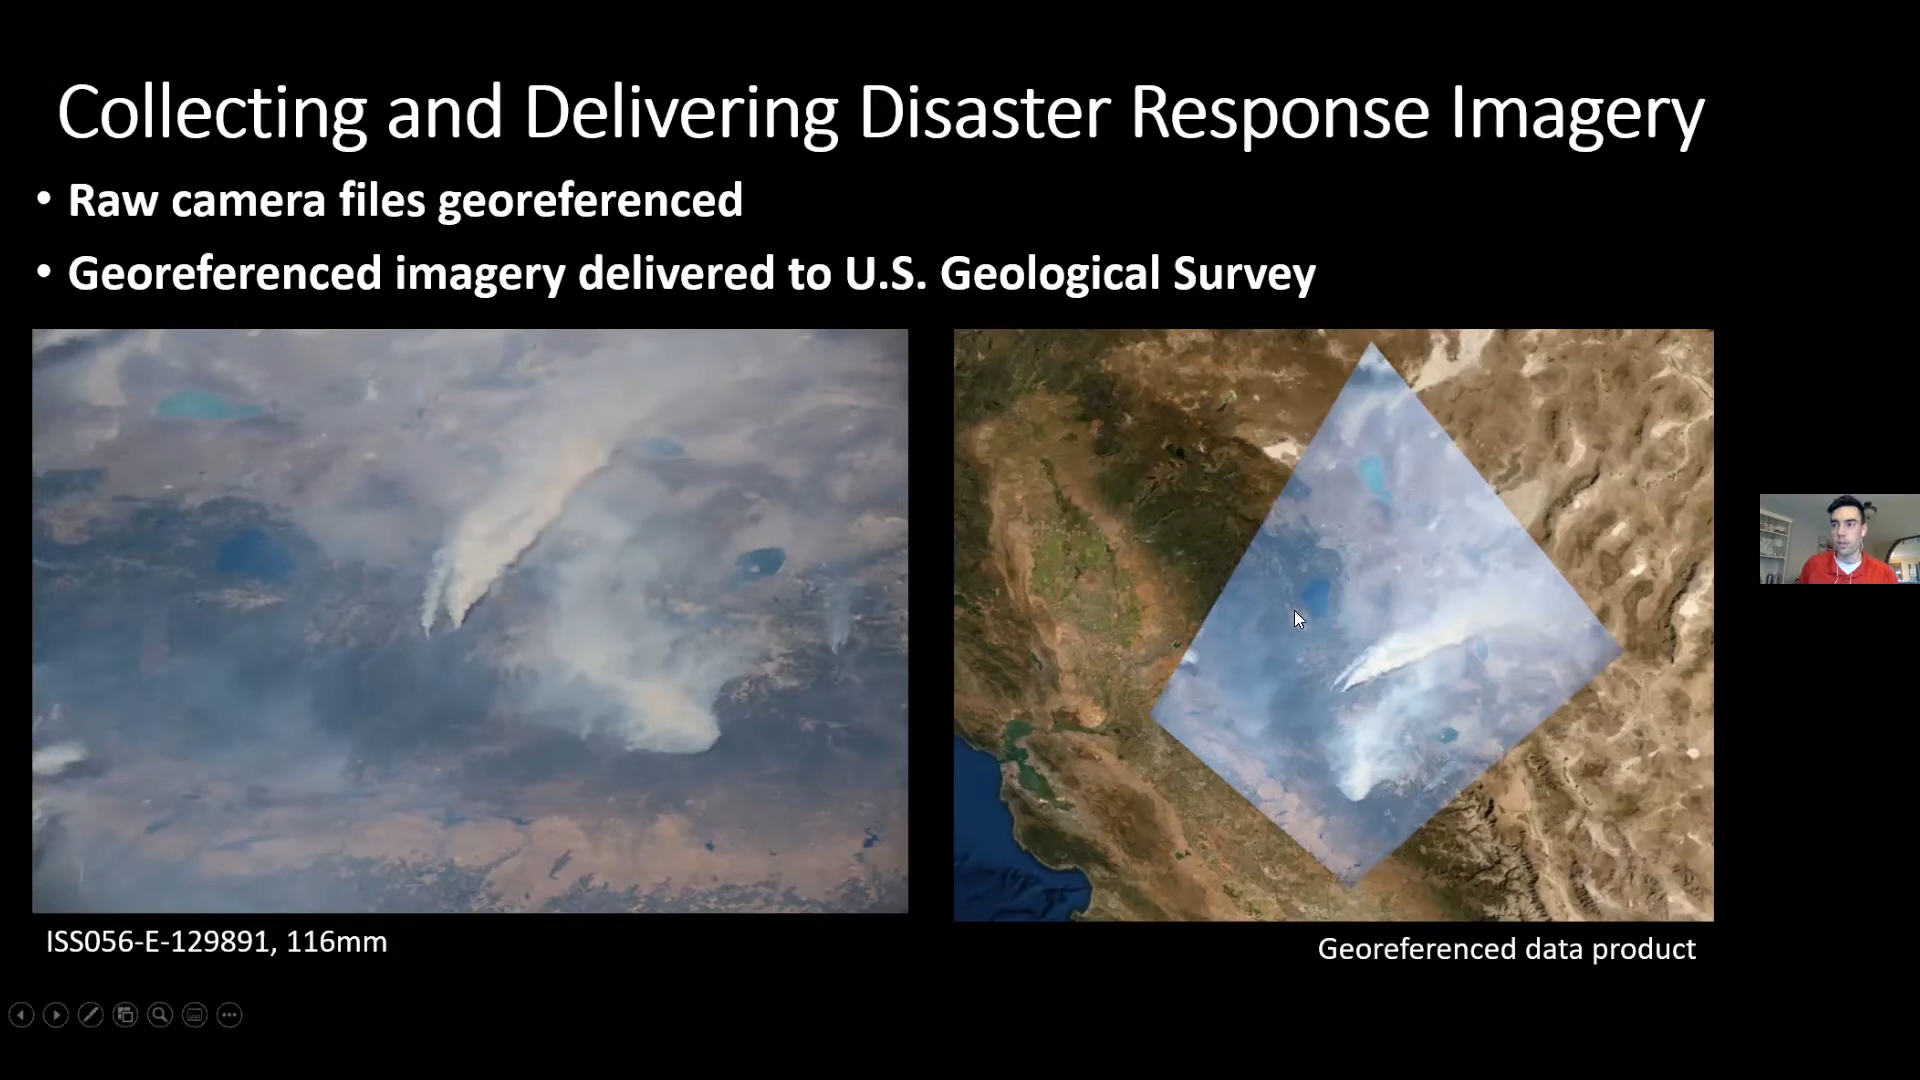 Collecting and Delivering Disaster Response Imagery
• Raw camera files georeferenced
• Georeferenced imagery delivered to U.S. Geological Survey
ISS056-E-129891, 116mm
Georeferenced data product